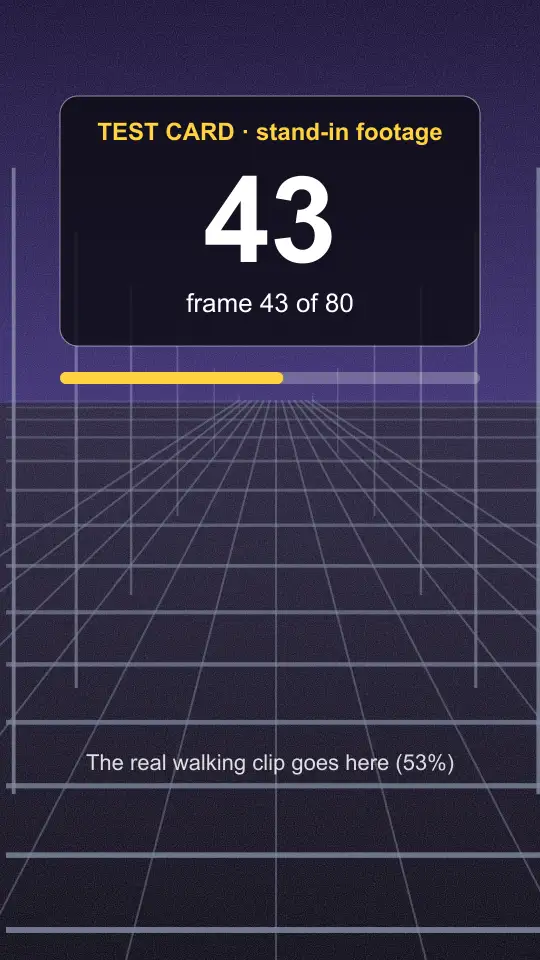 TEST CARD · stand-in footage
43
frame 43 of 80
The real walking clip goes here (53%)